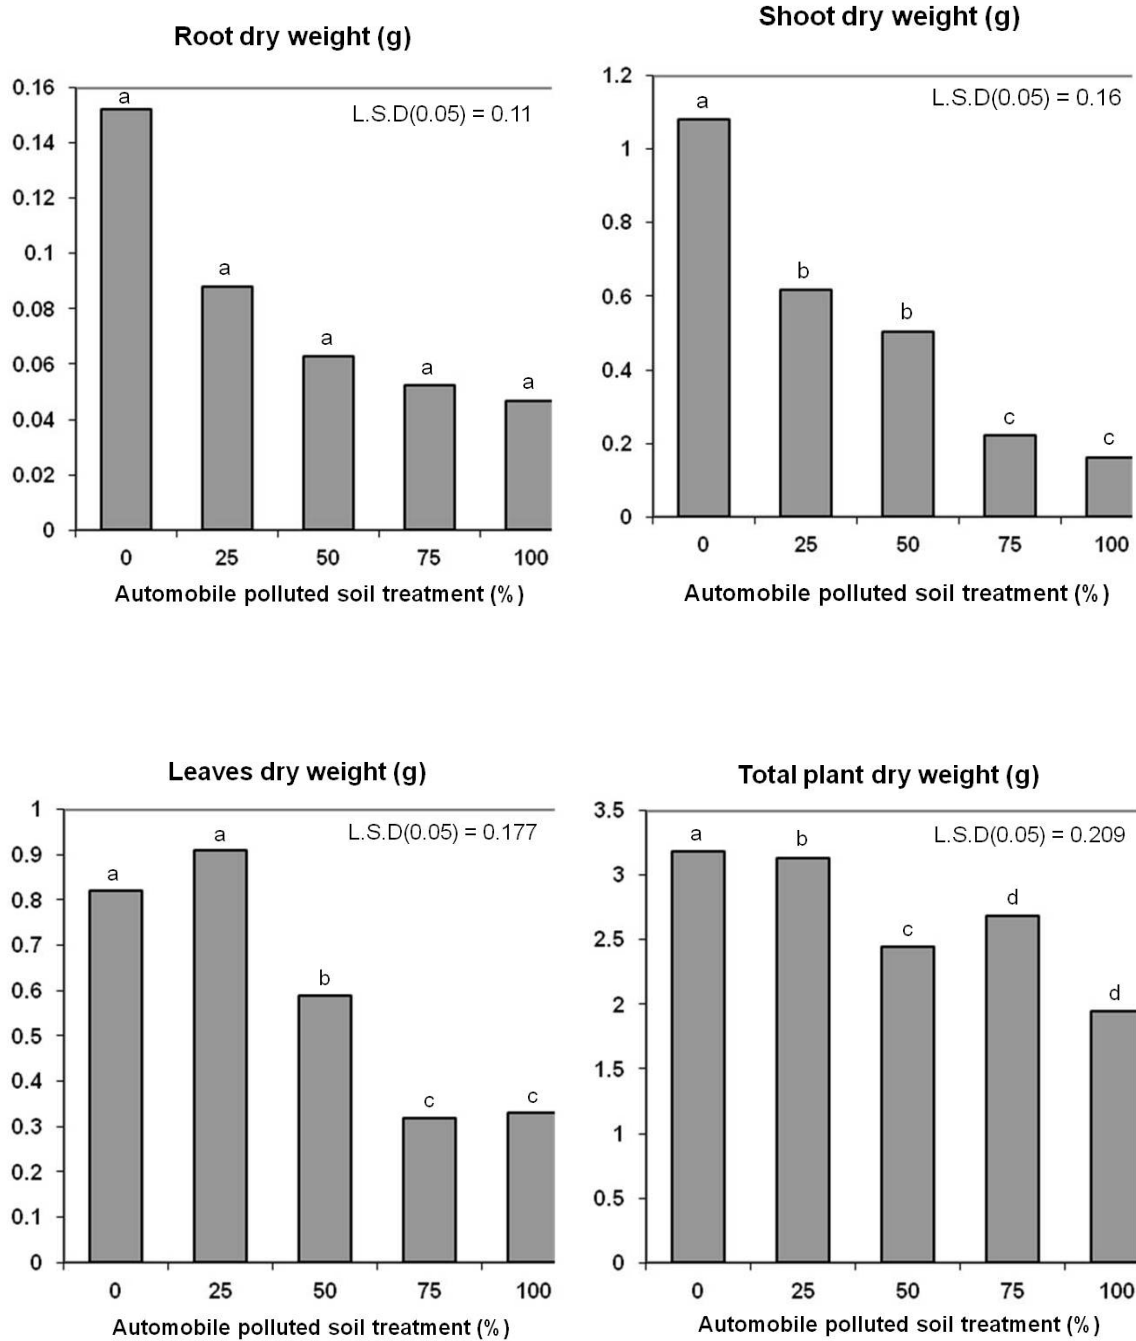 Root dry weight (g)
0.16
0.14
0.12
0.1
0.08
0.06
0.04
0.02
0
L.S.D(0.05) = 0.11
a
a
a
a
a
0 25 50 75 100
Automobile polluted soil treatment (%)
Shoot dry weight (g)
1.2
1
0.8
0.6
0.4
0.2
0
L.S.D(0.05) = 0.16
a
b
b
c
c
0 25 50 75 100
Automobile polluted soil treatment (%)
Leaves dry weight (g)
1
0.9
0.8
0.7
0.6
0.5
0.4
0.3
0.2
0.1
0
L.S.D(0.05) = 0.177
a
a
b
c
c
0 25 50 75 100
Automobile polluted soil treatment (%)
Total plant dry weight (g)
3.5
3
2.5
2
1.5
1
0.5
0
L.S.D(0.05) = 0.209
a
b
c
d
d
0 25 50 75 100
Automobile polluted soil treatment (%)